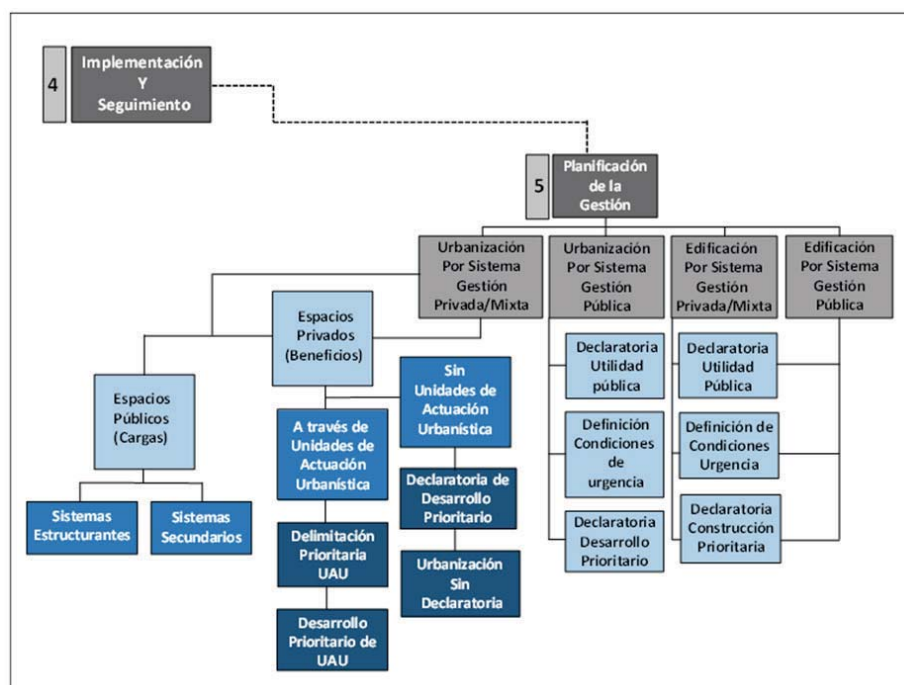 4
Implementación
Y
Seguimiento
5
Planificación
de la
Gestión
Urbanización
Por Sistema
Gestión
Privada/Mixta
Urbanización
Por Sistema
Gestión
Pública
Edificación
Por Sistema
Gestión
Privada/Mixta
Edificación
Por Sistema
Gestión
Pública
Espacios
Privados
(Beneficios)
Espacios
Públicos
(Cargas)
Sistemas
Estructurantes
Sistemas
Secundarios
A través de
Unidades de
Actuación
Urbanística
Delimitación
Prioritaria
UAU
Desarrollo
Prioritario de
UAU
Sin
Unidades de
Actuación
Urbanística
Declaratoria de
Desarrollo
Prioritario
Urbanización
Sin
Declaratoria
Declaratoria
Utilidad
pública
Definición
Condiciones
de
urgencia
Declaratoria
Desarrollo
Prioritario
Declaratoria
Utilidad
Pública
Definición de
Condiciones
Urgencia
Declaratoria
Construcción
Prioritaria